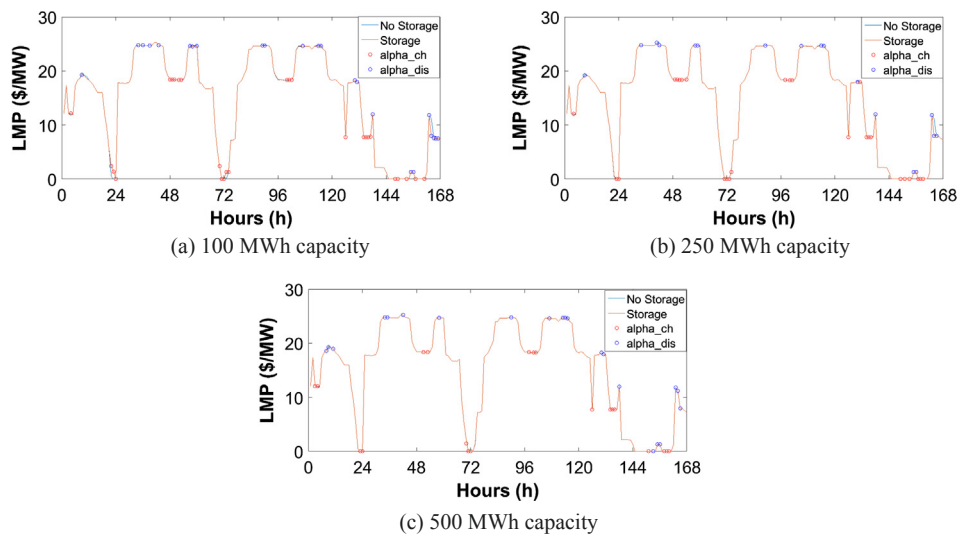 30
20
10
0
LMP ($/MW)
0 24 48 72 96 120 144 168
Hours (h)
No Storage
Storage
alpha_ch
alpha_dis
(a) 100 MWh capacity
30
20
10
0
LMP ($/MW)
0 24 48 72 96 120 144 168
Hours (h)
No Storage
Storage
alpha_ch
alpha_dis
(b) 250 MWh capacity
30
20
10
0
LMP ($/MW)
0 24 48 72 96 120 144 168
Hours (h)
No Storage
Storage
alpha_ch
alpha_dis
(c) 500 MWh capacity